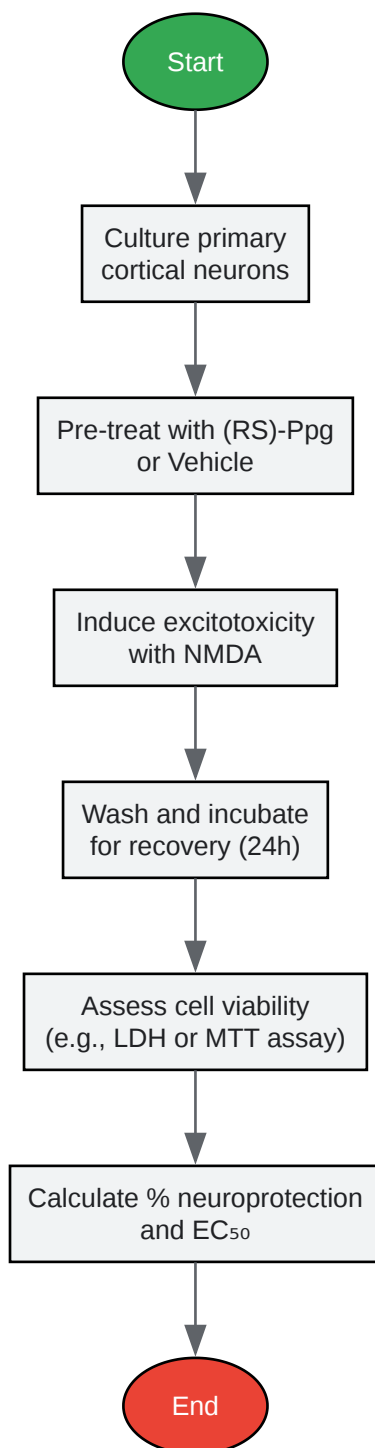 Start
Culture primary
cortical neurons
Pre-treat with (RS)-Ppg
or Vehicle
Induce excitotoxicity
with NMDA
Wash and incubate
for recovery (24h)
Assess cell viability
(e.g., LDH or MTT assay)
Calculate % neuroprotection
and EC₅₀
End